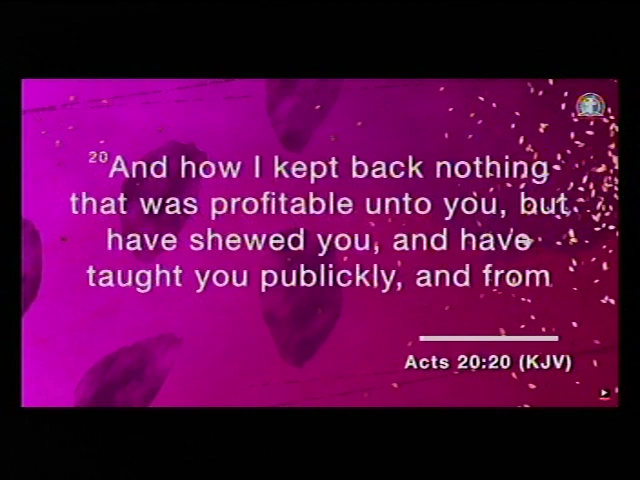 20And how I kept back nothing
that was profitable unto you, but
have shewed you, and have
taught you publickly, and from
Acts 20:20 (KJV)